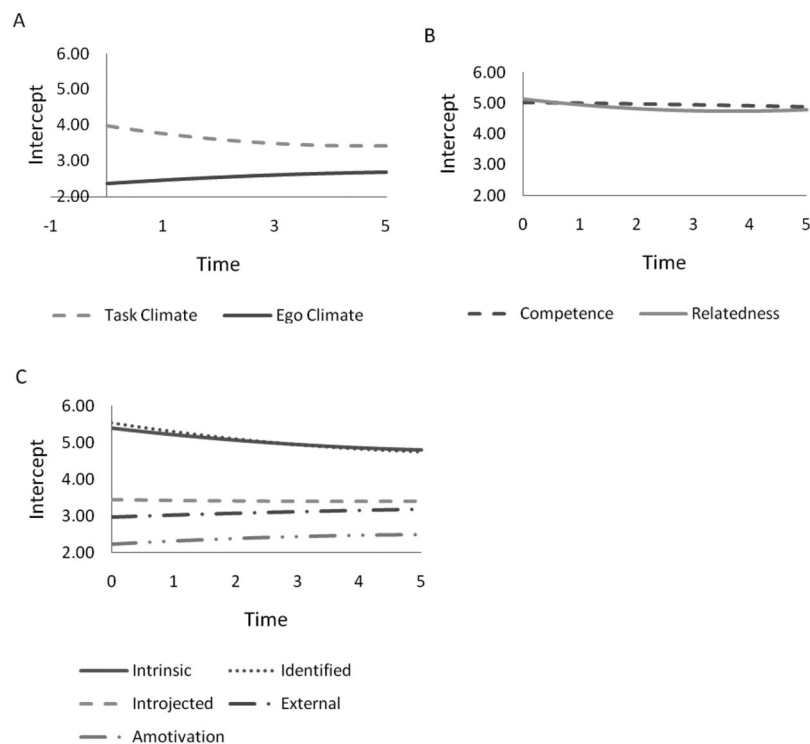 A
6.00
5.00
4.00
3.00
2.00
Intercept
-1 1 3 5
Time
Task Climate Ego Climate
B
6.00
5.00
4.00
3.00
2.00
Intercept
0 1 2 3 4 5
Time
Competence Relatedness
C
6.00
5.00
4.00
3.00
2.00
Intercept
0 1 2 3 4 5
Time
Intrinsic Identified
Introjected External
Amotivation